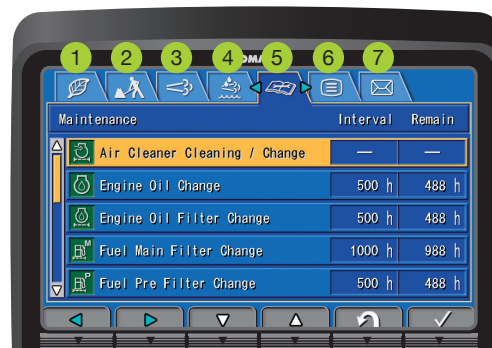 1 2 3 4 5 6 7
Maintenance Interval Remain
Air Cleaner Cleaning / Change — —
Engine Oil Change 500 h 488 h
Engine Oil Filter Change 500 h 488 h
M Fuel Main Filter Change 1000 h 988 h
P Fuel Pre Filter Change 500 h 488 h